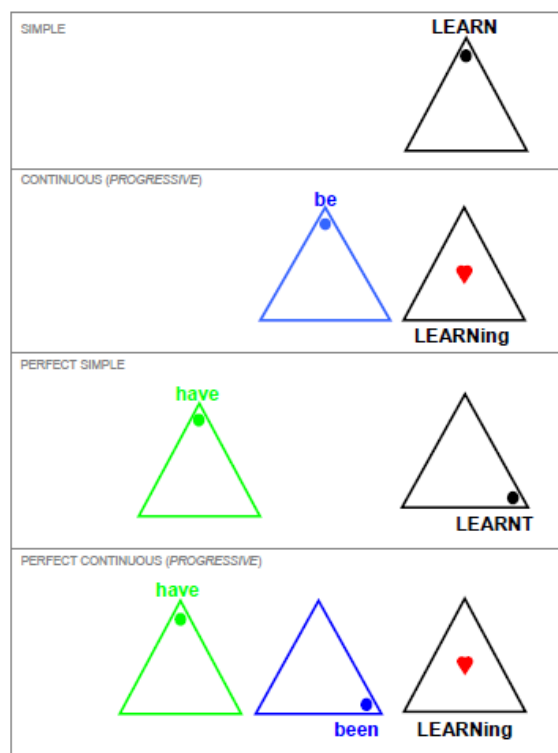 SIMPLE
LEARN
CONTINUOUS (PROGRESSIVE)
be
LEARNing
PERFECT SIMPLE
have
LEARNT
PERFECT CONTINUOUS (PROGRESSIVE)
have
been LEARNing